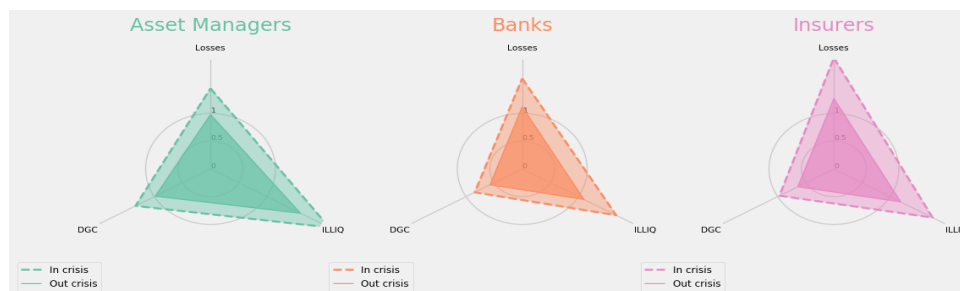 Asset Managers
Losses
1
0.5
0
DGC
ILLIQ
In crisis
Out crisis
Banks
Losses
1
0.5
0
DGC
ILLIQ
In crisis
Out crisis
Insurers
Losses
1
0.5
0
DGC
ILLI
In crisis
Out crisis